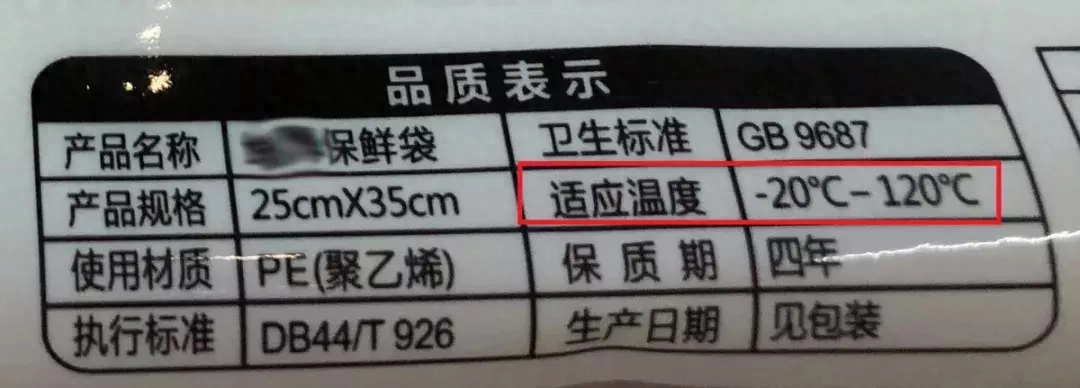 品质表示
产品名称 保鲜袋 卫生标准 GB 9687
产品规格 25cmX35cm 适应温度 -20℃－120℃
使用材质 PE(聚乙烯) 保质期 四年
执行标准 DB44/T 926 生产日期 见包装